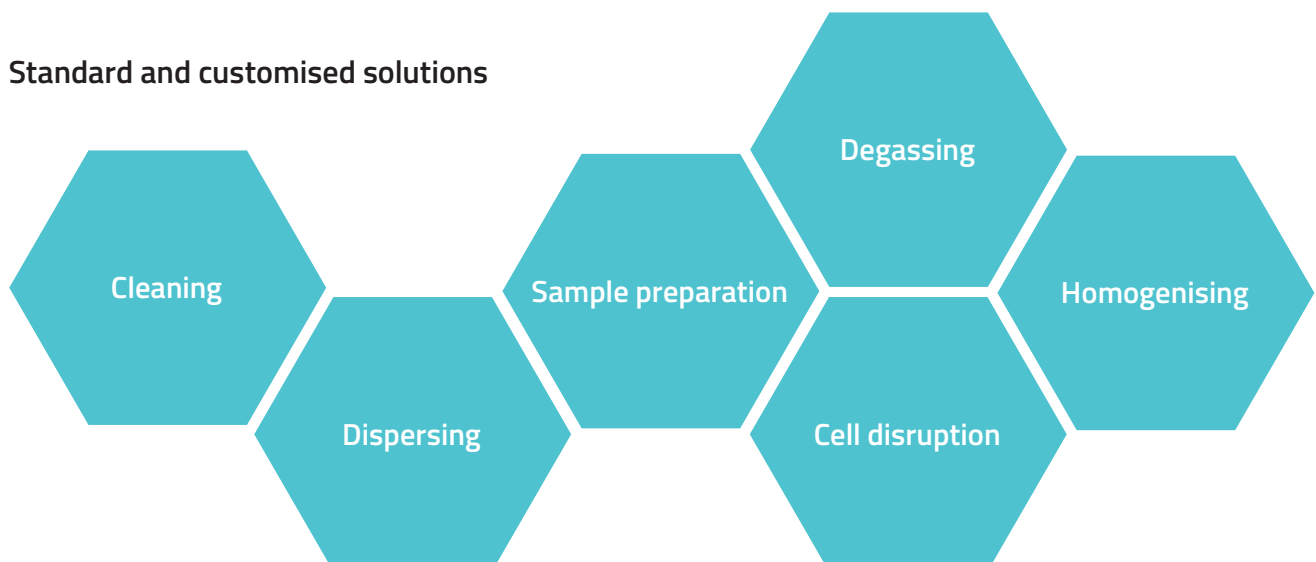 Standard and customised solutions
Degassing
Cleaning
Sample preparation
Homogenising
Dispersing
Cell disruption